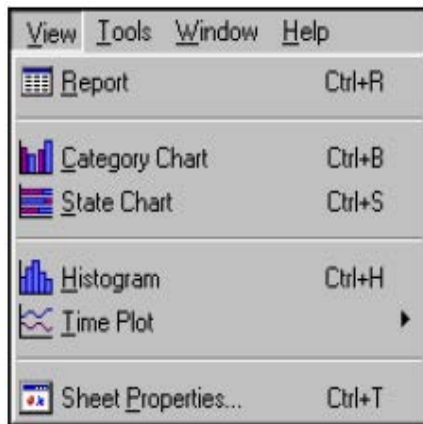 View Tools Window Help
Report Ctrl+R
Category Chart Ctrl+B
State Chart Ctrl+S
Histogram Ctrl+H
Time Plot
Sheet Properties... Ctrl+T